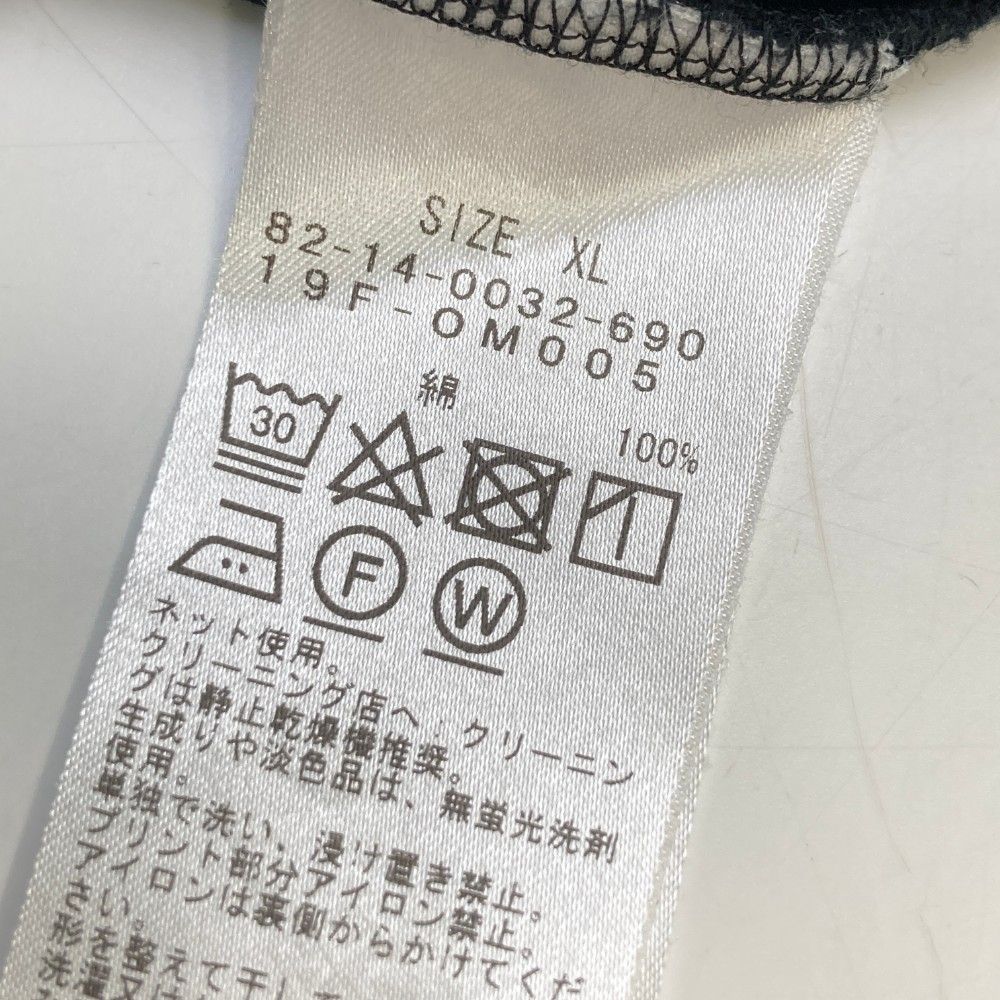 SIZE XL
82-14-0032-690
19F-OM005
綿
100%
30
F W
ネット使用。
クリーニング店へ:クリーニン
グは静止乾燥機推奨。
生成りや淡色品は、無蛍光洗剤
使用。
単独で洗い、浸け置き禁止。
プリント部分アイロン禁止。
アイロンは裏側からかけてくだ
さい。
形を整えて干し
洗濯又は